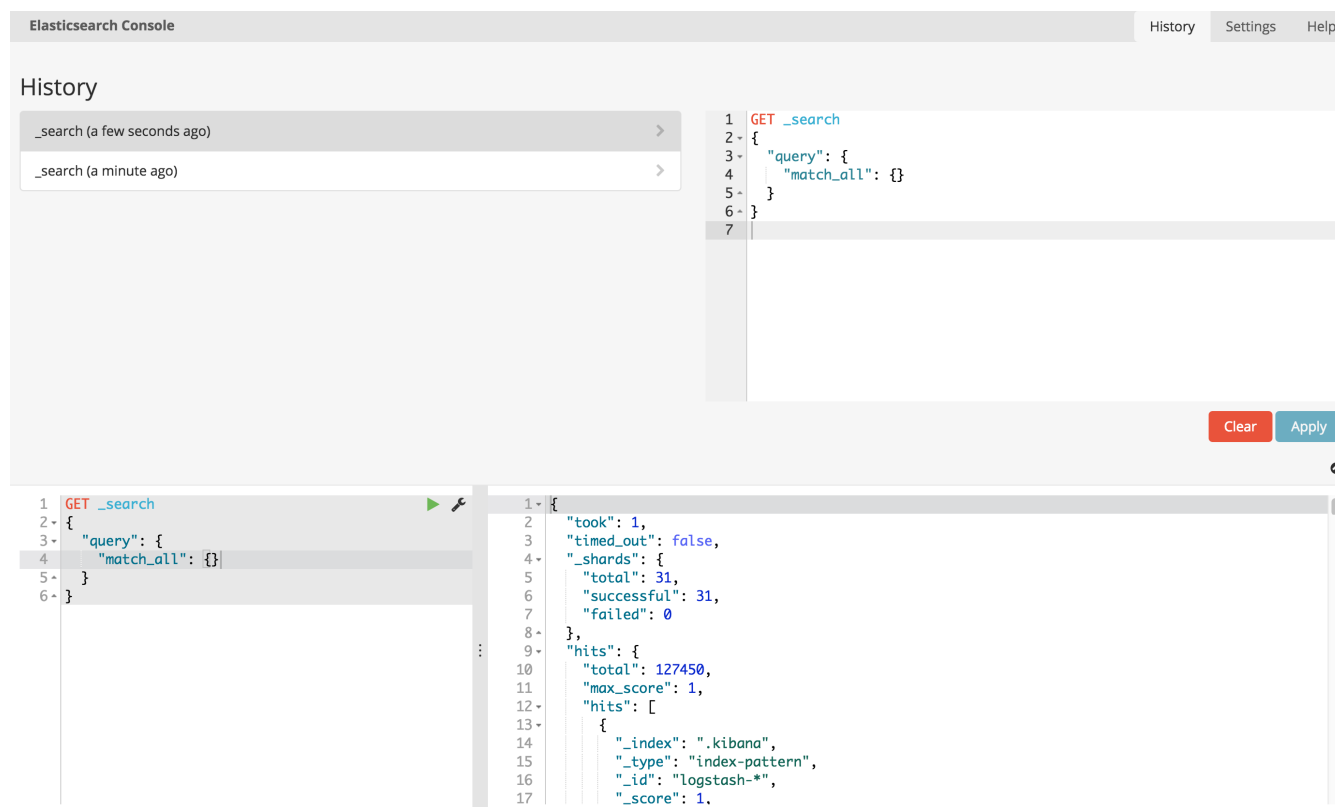 Elasticsearch Console
History Settings Help
History
_search (a few seconds ago)
_search (a minute ago)
1 GET _search
2 {
3 "query": {
4 "match_all": {}
5 }
6 }
7
Clear Apply
1 GET _search
2 {
3 "query": {
4 "match_all": {}
5 }
6 }
1 {
2 "took": 1,
3 "timed_out": false,
4 "_shards": {
5 "total": 31,
6 "successful": 31,
7 "failed": 0
8 },
9 "hits": {
10 "total": 127450,
11 "max_score": 1,
12 "hits": [
13 {
14 "_index": ".kibana",
15 "_type": "index-pattern",
16 "_id": "logstash-*",
17 "_score": 1,